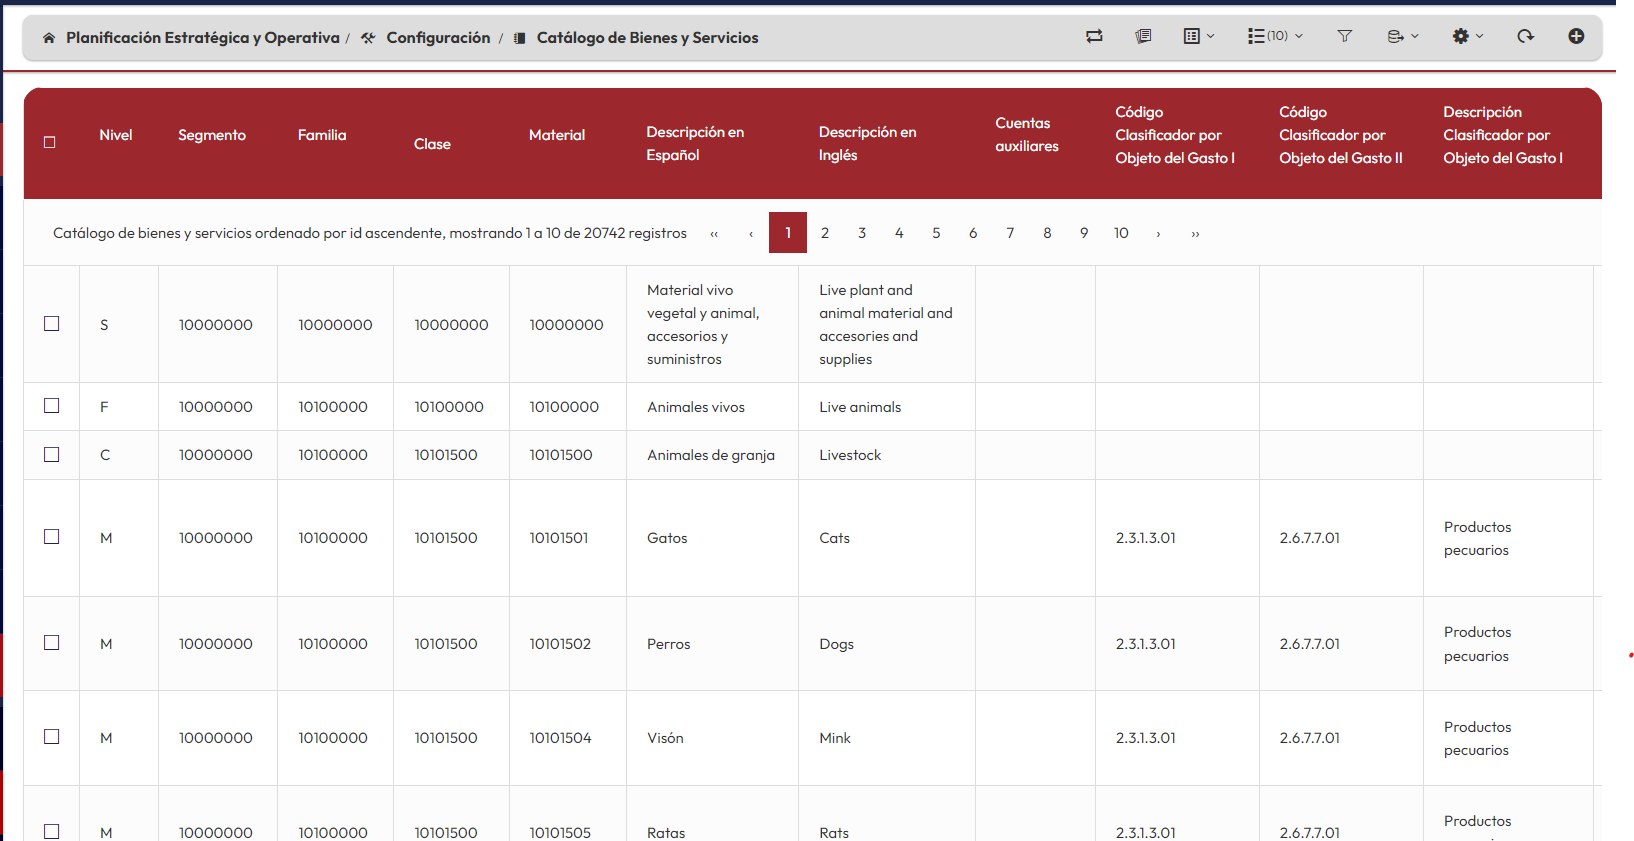 Planificación Estratégica y Operativa / Configuración / Catálogo de Bienes y Servicios (10)
Nivel Segmento Familia Clase Material Descripción en Español Descripción en Inglés Cuentas auxiliares Código Clasificador por Objeto del Gasto I Código Clasificador por Objeto del Gasto II Descripción Clasificador por Objeto del Gasto I
Catálogo de bienes y servicios ordenado por id ascendente, mostrando 1 a 10 de 20742 registros ‹‹ ‹ 1 2 3 4 5 6 7 8 9 10 › ››
S 10000000 10000000 10000000 10000000 Material vivo vegetal y animal, accesorios y suministros Live plant and animal material and accesories and supplies
F 10000000 10100000 10100000 10100000 Animales vivos Live animals
C 10000000 10100000 10101500 10101500 Animales de granja Livestock
M 10000000 10100000 10101500 10101501 Gatos Cats 2.3.1.3.01 2.6.7.7.01 Productos pecuarios
M 10000000 10100000 10101500 10101502 Perros Dogs 2.3.1.3.01 2.6.7.7.01 Productos pecuarios
M 10000000 10100000 10101500 10101504 Visón Mink 2.3.1.3.01 2.6.7.7.01 Productos pecuarios
M 10000000 10100000 10101500 10101505 Ratas Rats 2.3.1.3.01 2.6.7.7.01 Productos